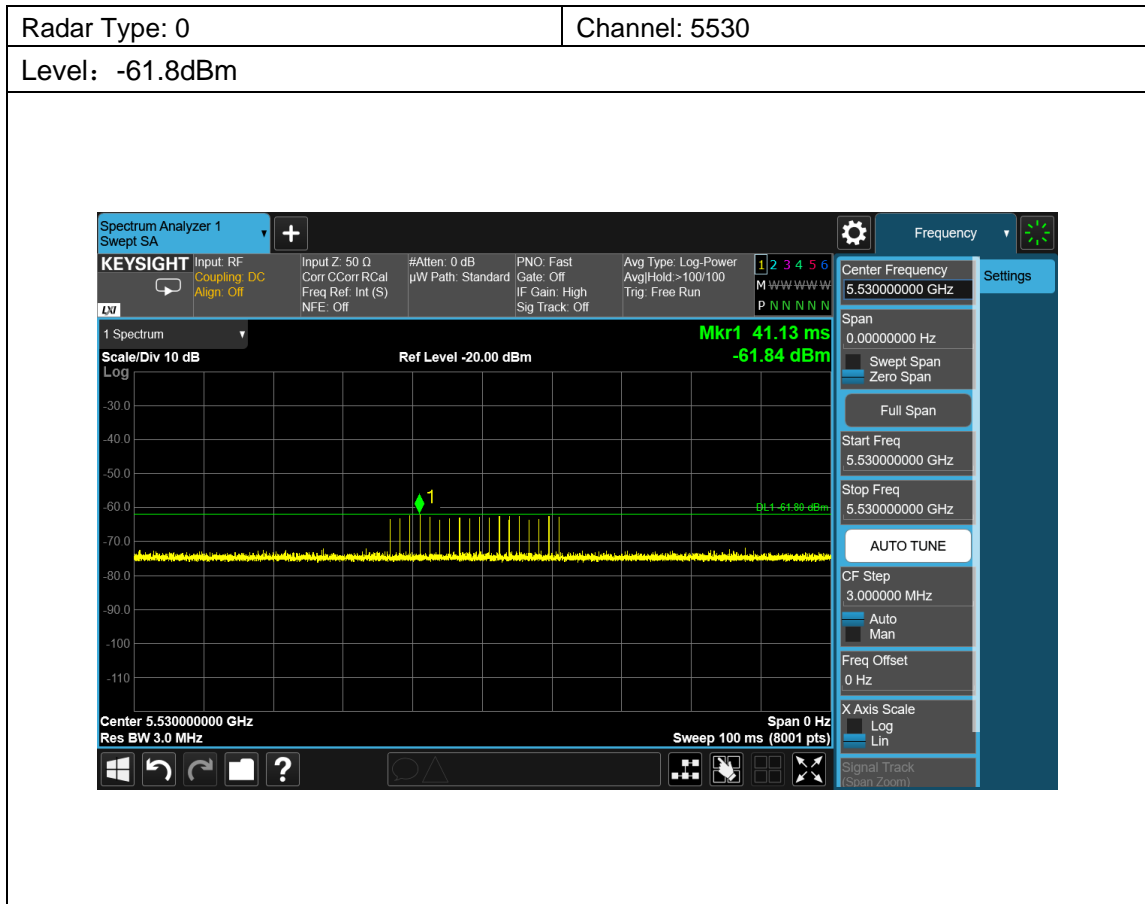 Radar Type: 0
Channel: 5530
Level：-61.8dBm
Spectrum Analyzer 1
Swept SA
Frequency
KEYSIGHT
LXI
Input: RF
Coupling: DC
Align: Off
Input Z: 50 Ω
Corr CCorr RCal
Freq Ref: Int (S)
NFE: Off
#Atten: 0 dB
µW Path: Standard
PNO: Fast
Gate: Off
IF Gain: High
Sig Track: Off
Avg Type: Log-Power
Avg|Hold:>100/100
Trig: Free Run
1 2 3 4 5 6
M W W W W W
P N N N N N
1 Spectrum
Mkr1 41.13 ms
Scale/Div 10 dB
Ref Level -20.00 dBm
-61.84 dBm
Log
-30.0
-40.0
-50.0
-60.0
1
DL1 -61.80 dBm
-70.0
-80.0
-90.0
-100
-110
Center 5.530000000 GHz
Span 0 Hz
Res BW 3.0 MHz
Sweep 100 ms (8001 pts)
?
Center Frequency
5.530000000 GHz
Settings
Span
0.00000000 Hz
Swept Span
Zero Span
Full Span
Start Freq
5.530000000 GHz
Stop Freq
5.530000000 GHz
AUTO TUNE
CF Step
3.000000 MHz
Auto
Man
Freq Offset
0 Hz
X Axis Scale
Log
Lin
Signal Track
(Span Zoom)